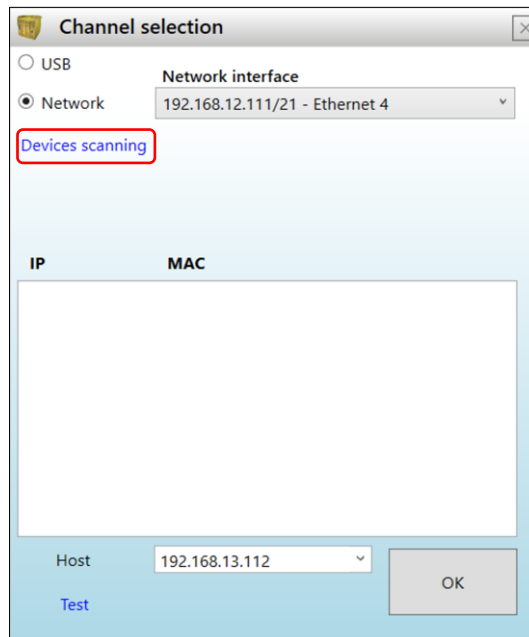 Channel selection
USB
Network interface
Network
192.168.12.111/21 - Ethernet 4
Devices scanning
IP MAC
Host
192.168.13.112
OK
Test